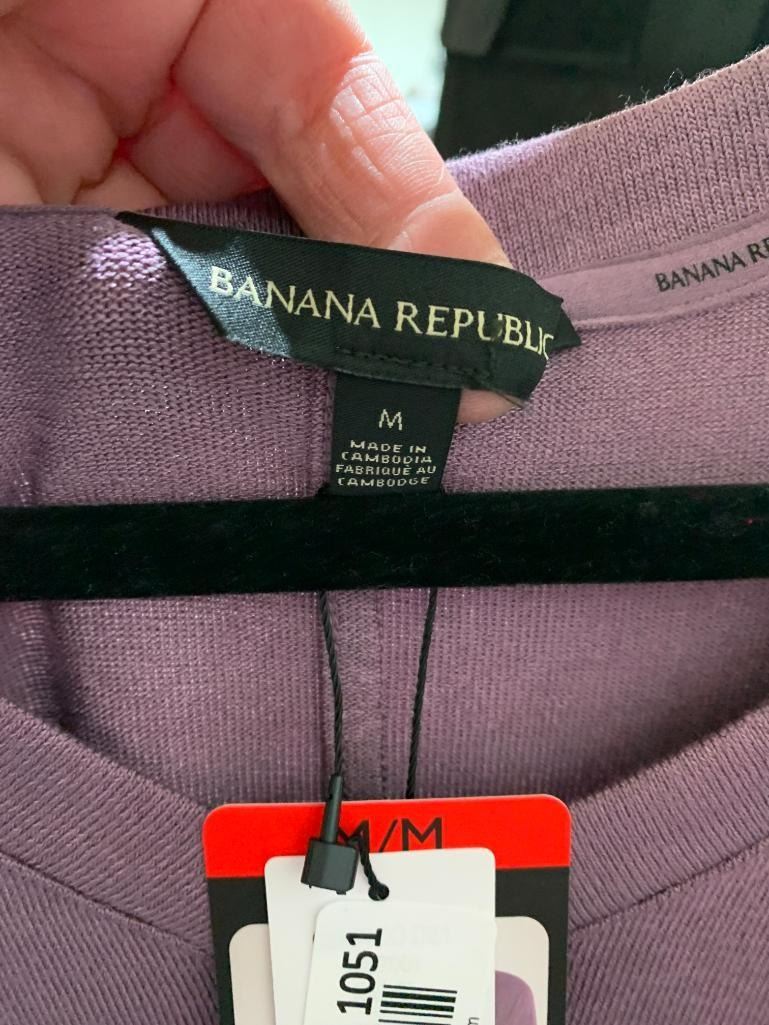 BANANA REPUBLIC
BANANA RE
M
MADE IN
CAMBODIA
FABRIQUÉ AU
CAMBODGE
M/M
1051